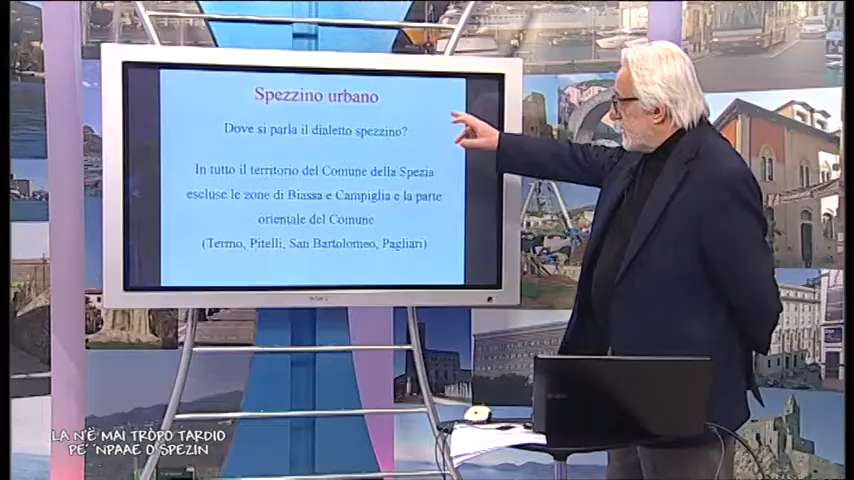 Spezzino urbano
Dove si parla il dialetto spezzino?
In tutto il territorio del Comune della Spezia
escluse le zone di Biassa e Campiglia e la parte
orientale del Comune
(Termo, Pitelli, San Bartolomeo, Pagliari)
SONY
LA N'È MAI TRÒPO TARDIO
PE' 'NPAAE O SPEZIN